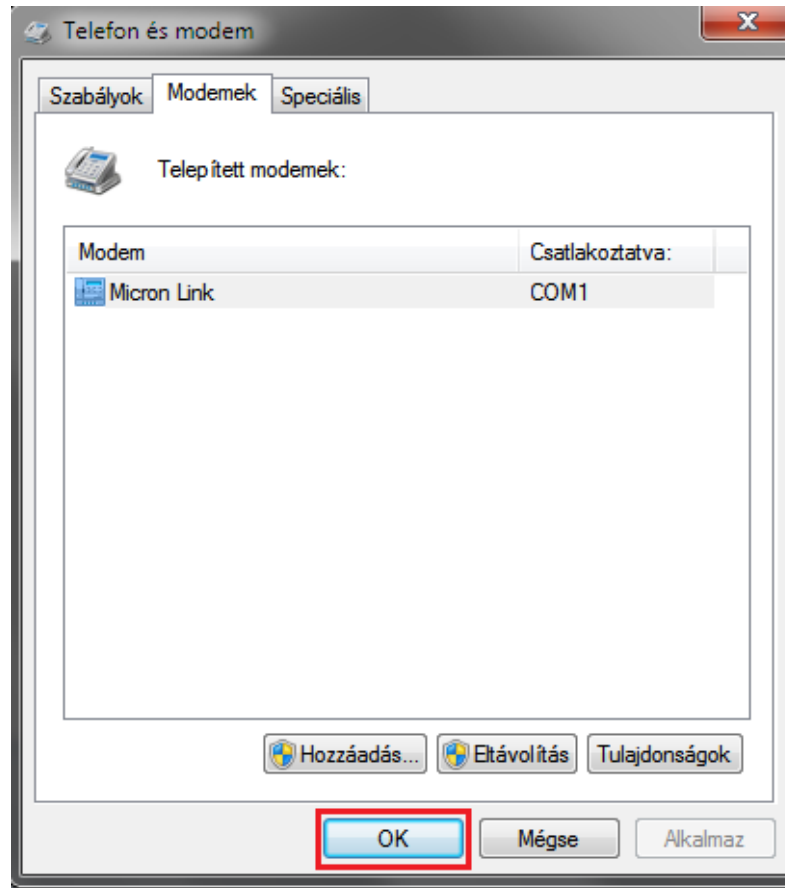 Telefon és modem
Szabályok Modemek Speciális
Telepített modemek:
Modem Csatlakoztatva:
Micron Link COM1
Hozzáadás... Eltávolítás Tulajdonságok
OK Mégse Alkalmaz